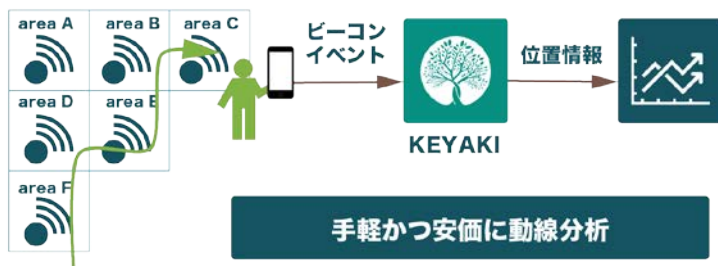 area A
area B
area C
ビーコン
イベント
位置情報
area D
area E
KEYAKI
area F
手軽かつ安価に動線分析